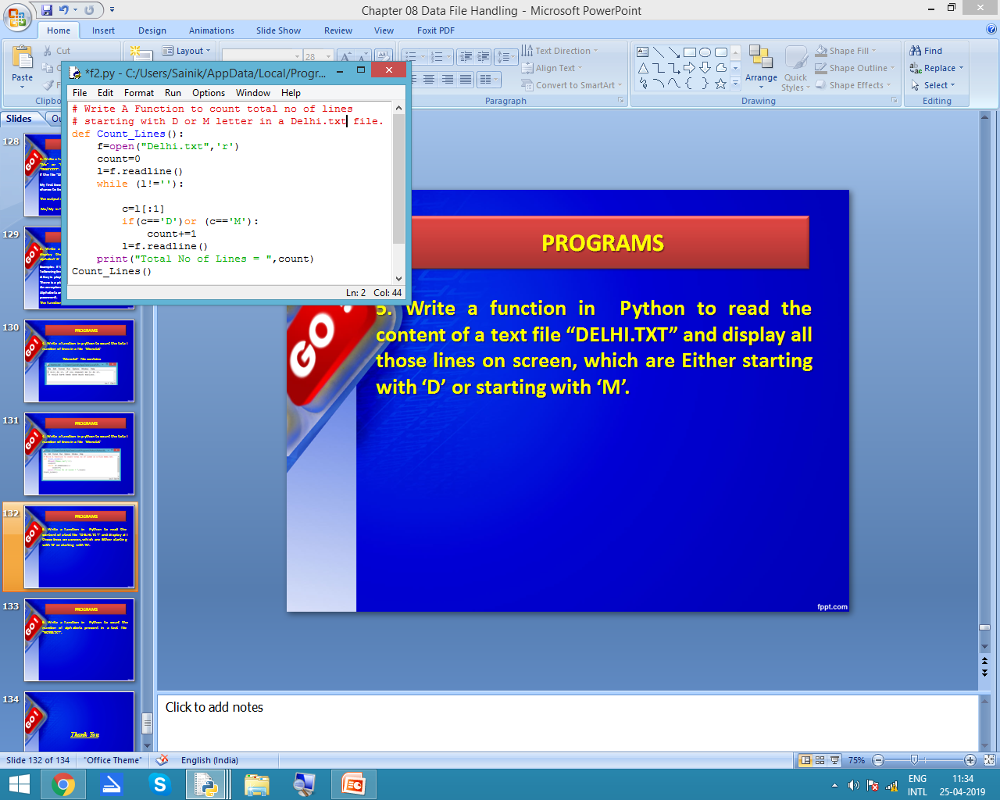 Chapter 08 Data File Handling - Microsoft PowerPoint
Home Insert Design Animations Slide Show Review View Foxit PDF
Paste
Cut
Layout
28
Text Direction
Align Text
Convert to SmartArt
Paragraph
Arrange
Quick Styles
Shape Fill
Shape Outline
Shape Effects
Drawing
Find
Replace
Select
Editing
Slides
*f2.py - C:/Users/Sainik/AppData/Local/Progr...
File Edit Format Run Options Window Help
# Write A Function to count total no of lines
# starting with D or M letter in a Delhi.txt file.
def Count_Lines():
    f=open("Delhi.txt",'r')
    count=0
    l=f.readline()
    while (l!=''):
        c=l[:1]
        if(c=='D')or (c=='M'):
            count+=1
        l=f.readline()
    print("Total No of Lines = ",count)
Count_Lines()
Ln: 2 Col: 44
128
129
130
PROGRAMS
131
PROGRAMS
132
PROGRAMS
133
PROGRAMS
134
Thank You
GO!
PROGRAMS
5. Write a function in Python to read the
content of a text file “DELHI.TXT” and display all
those lines on screen, which are Either starting
with ‘D’ or starting with ‘M’.
fppt.com
Click to add notes
Slide 132 of 134 "Office Theme" English (India) 75%
ENG
INTL
11:34
25-04-2019